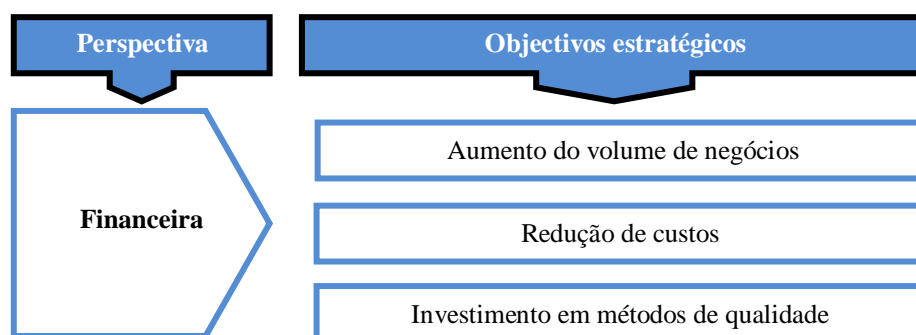 Perspectiva
Objectivos estratégicos
Financeira
Aumento do volume de negócios
Redução de custos
Investimento em métodos de qualidade